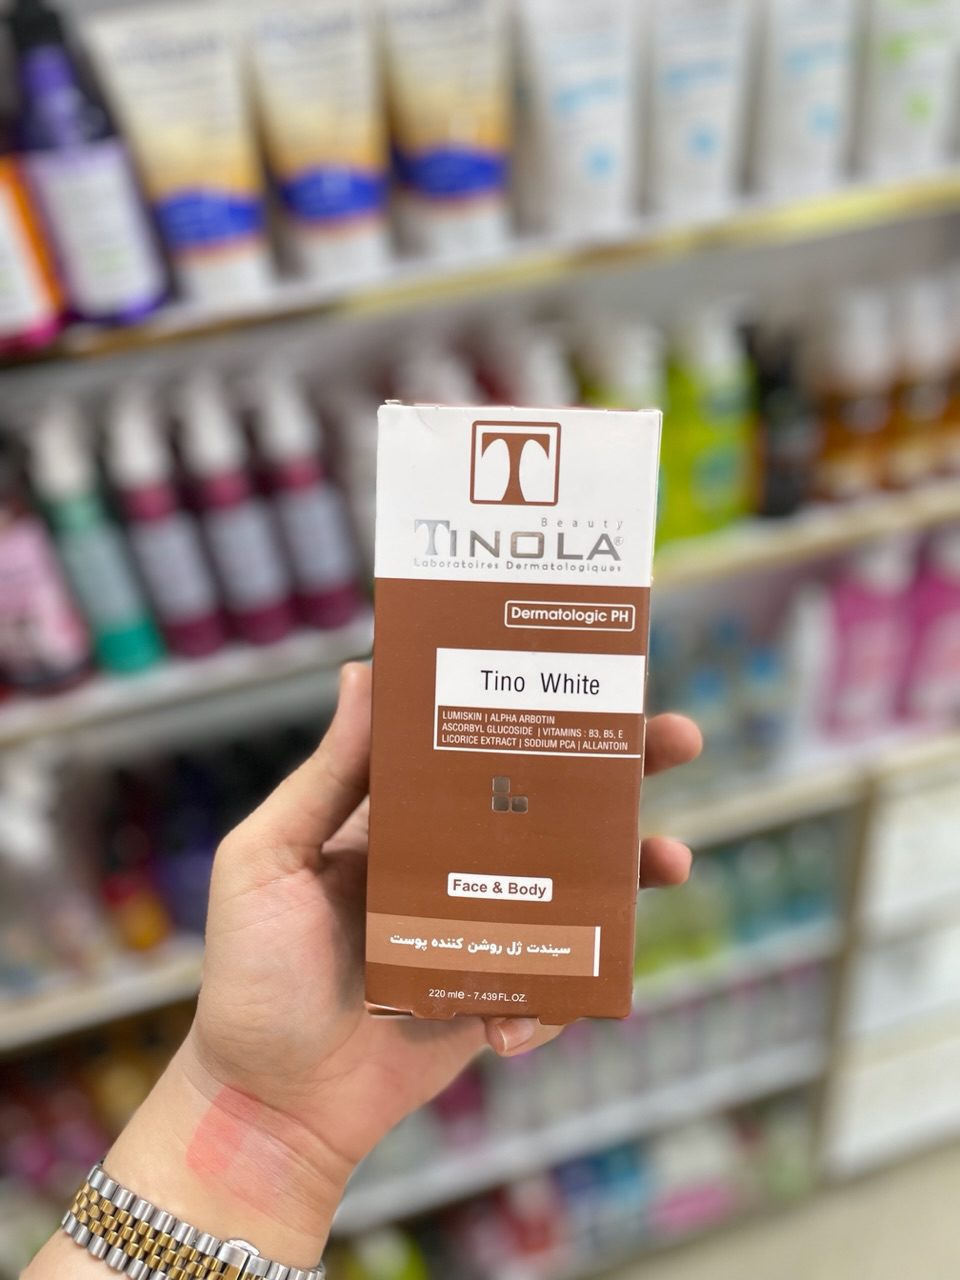 T
Beauty
TINOLA®
Laboratoires Dermatologiques
Dermatologic PH
Tino White
LUMISKIN | ALPHA ARBOTIN
ASCORBYL GLUCOSIDE | VITAMINS : B3, B5, E
LICORICE EXTRACT | SODIUM PCA | ALLANTOIN
Face & Body
سیندت ژل روشن کننده پوست
220 mle - 7.439 FL.OZ.